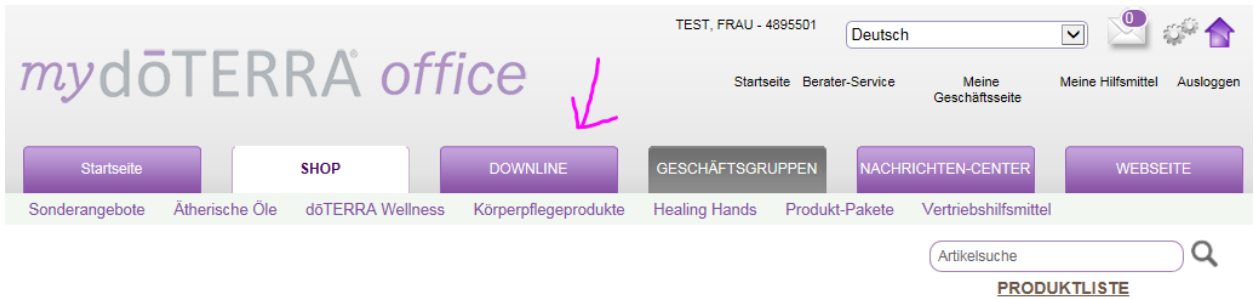 TEST, FRAU - 4895501
Deutsch
0
mydōTERRA® office
Startseite Berater-Service Meine Geschäftsseite Meine Hilfsmittel Ausloggen
Startseite SHOP DOWNLINE GESCHÄFTSGRUPPEN NACHRICHTEN-CENTER WEBSEITE
Sonderangebote Ätherische Öle dōTERRA Wellness Körperpflegeprodukte Healing Hands Produkt-Pakete Vertriebshilfsmittel
Artikelsuche
PRODUKTLISTE